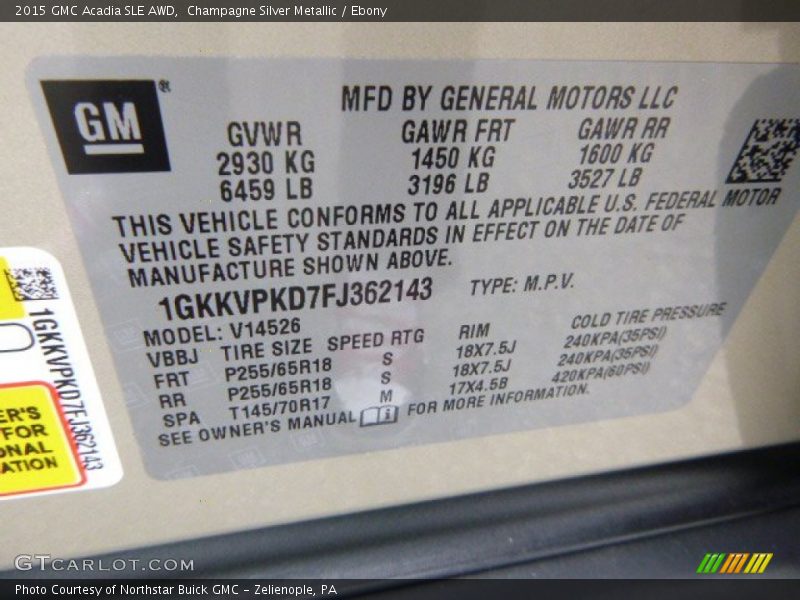 2015 GMC Acadia SLE AWD,  Champagne Silver Metallic / Ebony
GM®
MFD BY GENERAL MOTORS LLC
GVWR GAWR FRT GAWR RR
2930 KG 1450 KG 1600 KG
6459 LB 3196 LB 3527 LB
THIS VEHICLE CONFORMS TO ALL APPLICABLE U.S. FEDERAL MOTOR
VEHICLE SAFETY STANDARDS IN EFFECT ON THE DATE OF
MANUFACTURE SHOWN ABOVE.
1GKKVPKD7FJ362143 TYPE: M.P.V.
MODEL: V14526
VBBJ TIRE SIZE SPEED RTG RIM COLD TIRE PRESSURE
FRT P255/65R18 S 18X7.5J 240KPA(35PSI)
RR P255/65R18 S 18X7.5J 240KPA(35PSI)
SPA T145/70R17 M 17X4.5B 420KPA(60PSI)
SEE OWNER'S MANUAL FOR MORE INFORMATION.
1GKKVPKD7FJ362143
ER'S
FOR
ONAL
ATION
GTCARLOT.COM
Photo Courtesy of Northstar Buick GMC - Zelienople, PA